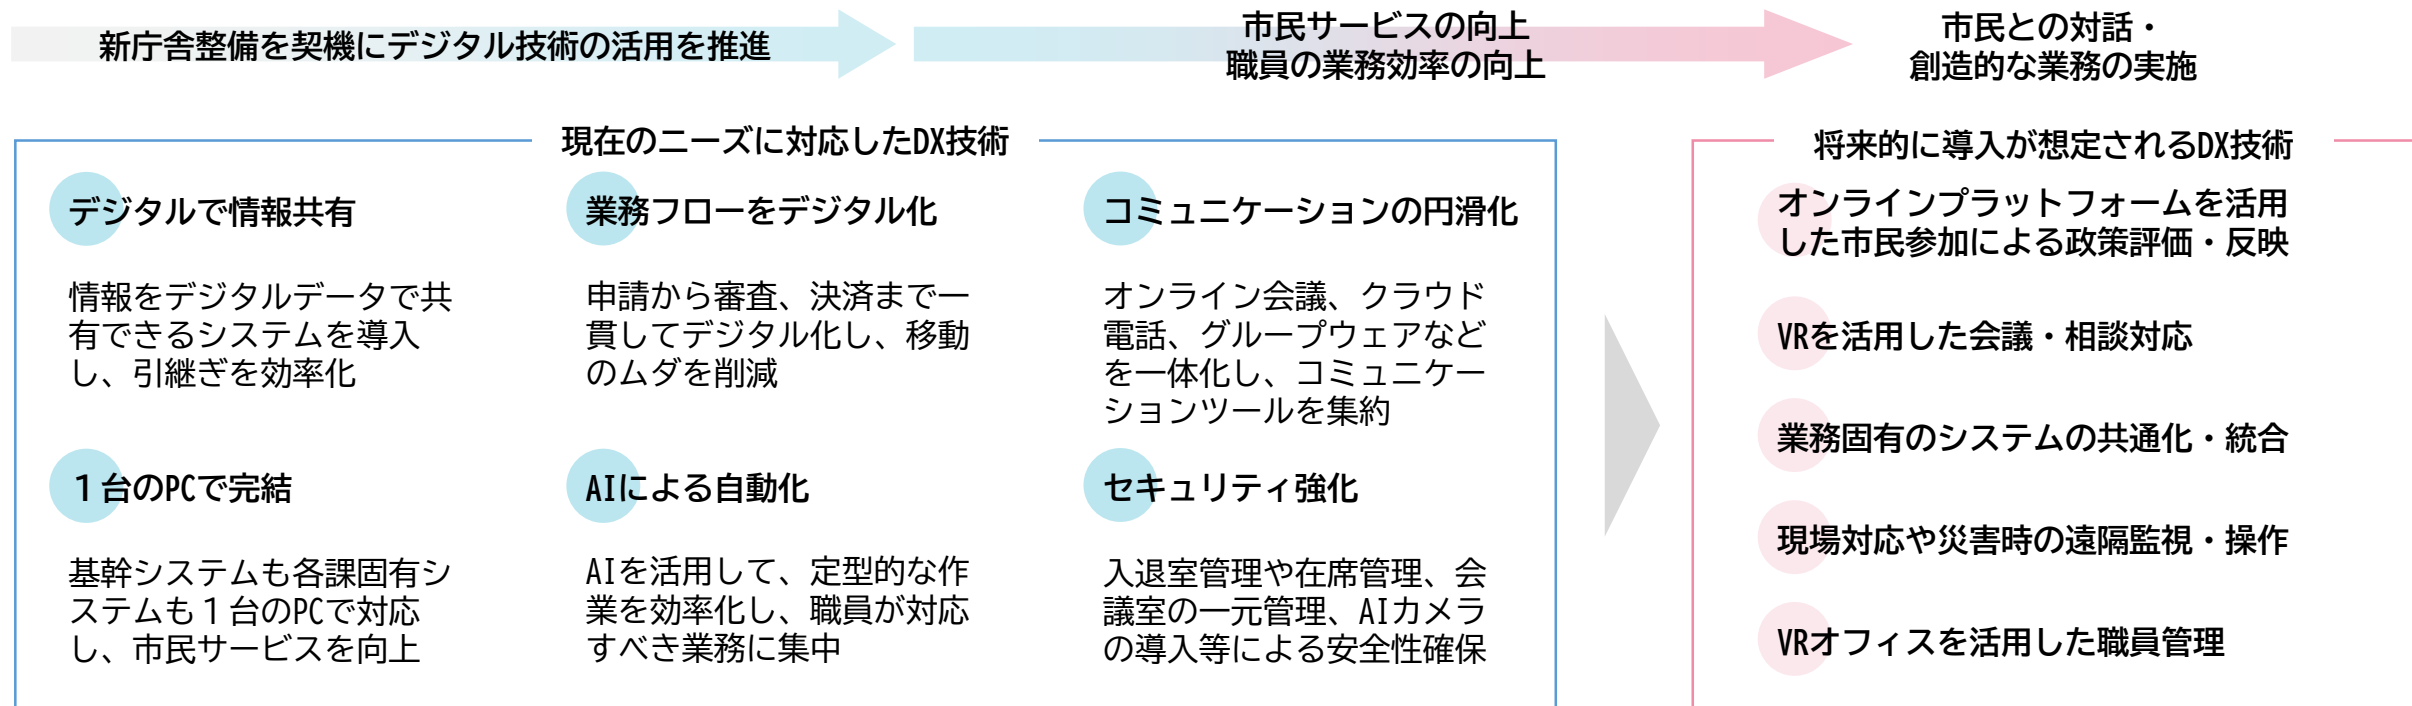 新庁舎整備を契機にデジタル技術の活用を推進
市民サービスの向上
職員の業務効率の向上
市民との対話・
創造的な業務の実施
現在のニーズに対応したDX技術
デジタルで情報共有
情報をデジタルデータで共
有できるシステムを導入
し、引継ぎを効率化
業務フローをデジタル化
申請から審査、決済まで一
貫してデジタル化し、移動
のムダを削減
コミュニケーションの円滑化
オンライン会議、クラウド
電話、グループウェアなど
を一体化し、コミュニケー
ションツールを集約
１台のPCで完結
基幹システムも各課固有シ
ステムも１台のPCで対応
し、市民サービスを向上
AIによる自動化
AIを活用して、定型的な作
業を効率化し、職員が対応
すべき業務に集中
セキュリティ強化
入退室管理や在席管理、会
議室の一元管理、AIカメラ
の導入等による安全性確保
将来的に導入が想定されるDX技術
オンラインプラットフォームを活用
した市民参加による政策評価・反映
VRを活用した会議・相談対応
業務固有のシステムの共通化・統合
現場対応や災害時の遠隔監視・操作
VRオフィスを活用した職員管理